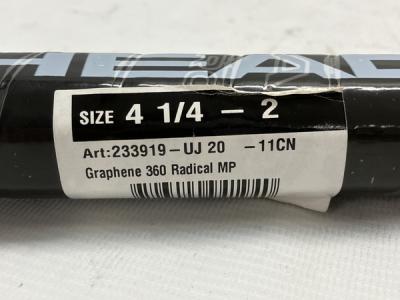 HEAD
SIZE 4 1/4 - 2
Art:233919-UJ 20 -11CN
Graphene 360 Radical MP